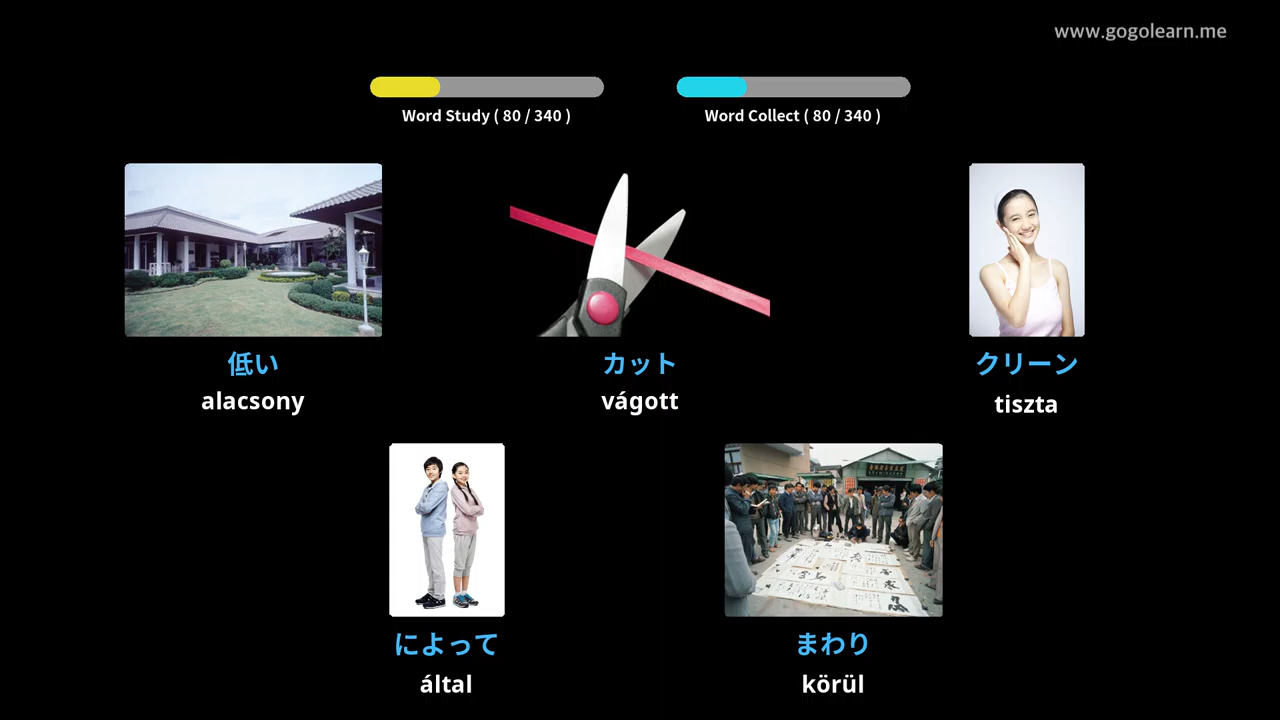 www.gogolearn.me
Word Study ( 80 / 340 )
Word Collect ( 80 / 340 )
低い
alacsony
カット
vágott
クリーン
tiszta
によって
által
まわり
körül